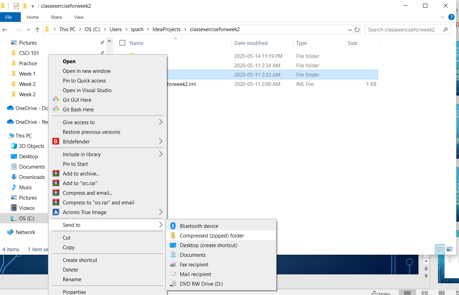 classexerciseforweek2
File
Home
Share
View
This PC > OS (C:) > Users > sparh > IdeaProjects > classexerciseforweek2
Search classexerciseforweek2
Name
Date modified
Type
Size
Pictures
CSCI 101
Practice
Week 1
Week 2
Week 2
OneDrive - Do
OneDrive - Per
This PC
3D Objects
Desktop
Documents
Downloads
Music
Pictures
Videos
OS (C:)
Network
2020-05-14 11:19 PM File folder
2020-05-11 2:34 AM File folder
2020-05-11 2:33 AM File folder
forweek2.iml 2020-05-11 2:00 AM IML File 1 KB
Open
Open in new window
Pin to Quick access
Open in Visual Studio
Git GUI Here
Git Bash Here
Give access to
Restore previous versions
Bitdefender
Include in library
Pin to Start
Add to archive...
Add to "src.rar"
Compress and email...
Compress to "src.rar" and email
Acronis True Image
Send to
Cut
Copy
Create shortcut
Delete
Rename
Properties
Bluetooth device
Compressed (zipped) folder
Desktop (create shortcut)
Documents
Fax recipient
Mail recipient
DVD RW Drive (D:)
4 items 1 item se
Notes